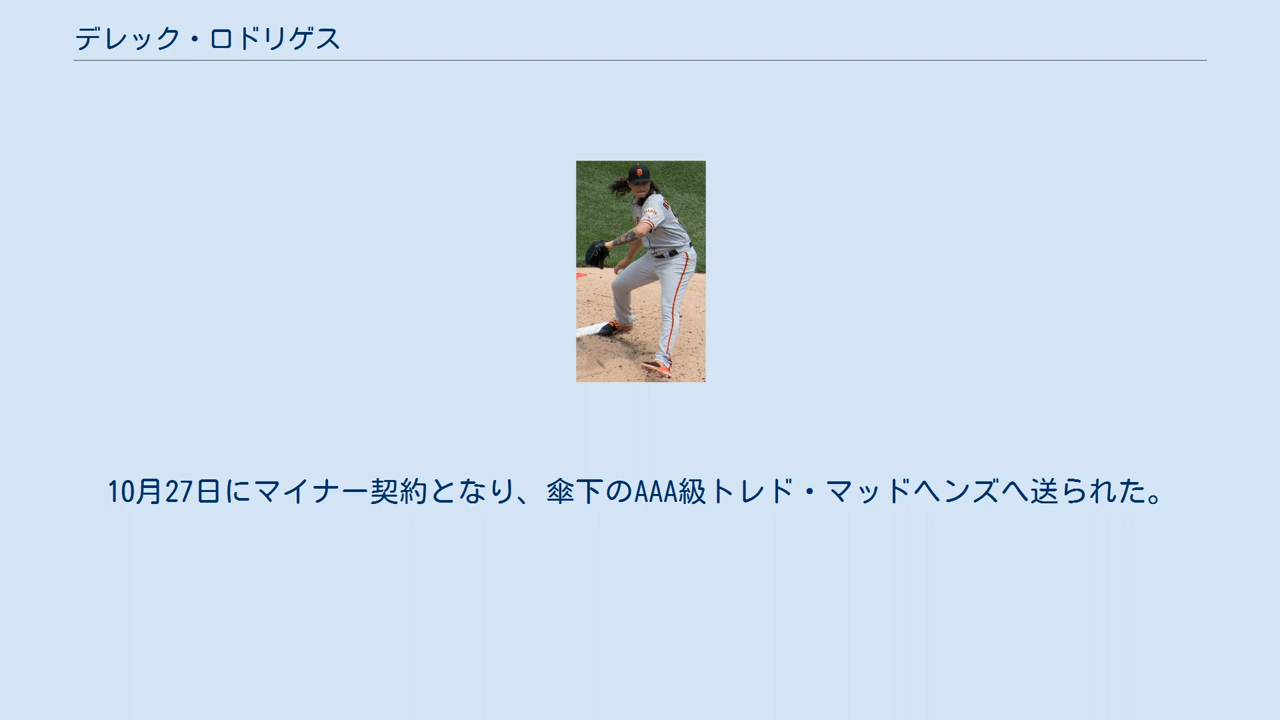 デレック・ロドリゲス
10月27日にマイナー契約となり、傘下のAAA級トレド・マッドヘンズへ送られた。